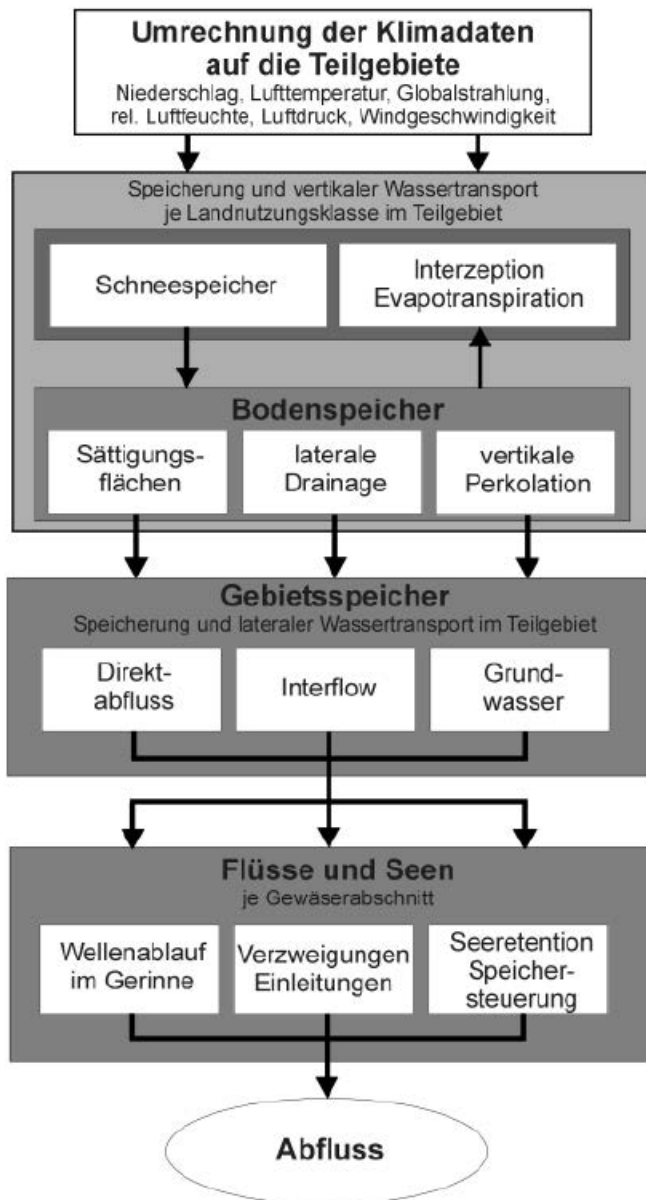 Umrechnung der Klimadaten
auf die Teilgebiete
Niederschlag, Lufttemperatur, Globalstrahlung,
rel. Luftfeuchte, Luftdruck, Windgeschwindigkeit
Speicherung und vertikaler Wassertransport
je Landnutzungsklasse im Teilgebiet
Schneespeicher
Interzeption
Evapotranspiration
Bodenspeicher
Sättigungs-
flächen
laterale
Drainage
vertikale
Perkolation
Gebietsspeicher
Speicherung und lateraler Wassertransport im Teilgebiet
Direkt-
abfluss
Interflow
Grund-
wasser
Flüsse und Seen
je Gewäserabschnitt
Wellenablauf
im Gerinne
Verzweigungen
Einleitungen
Seeretention
Speicher-
steuerung
Abfluss